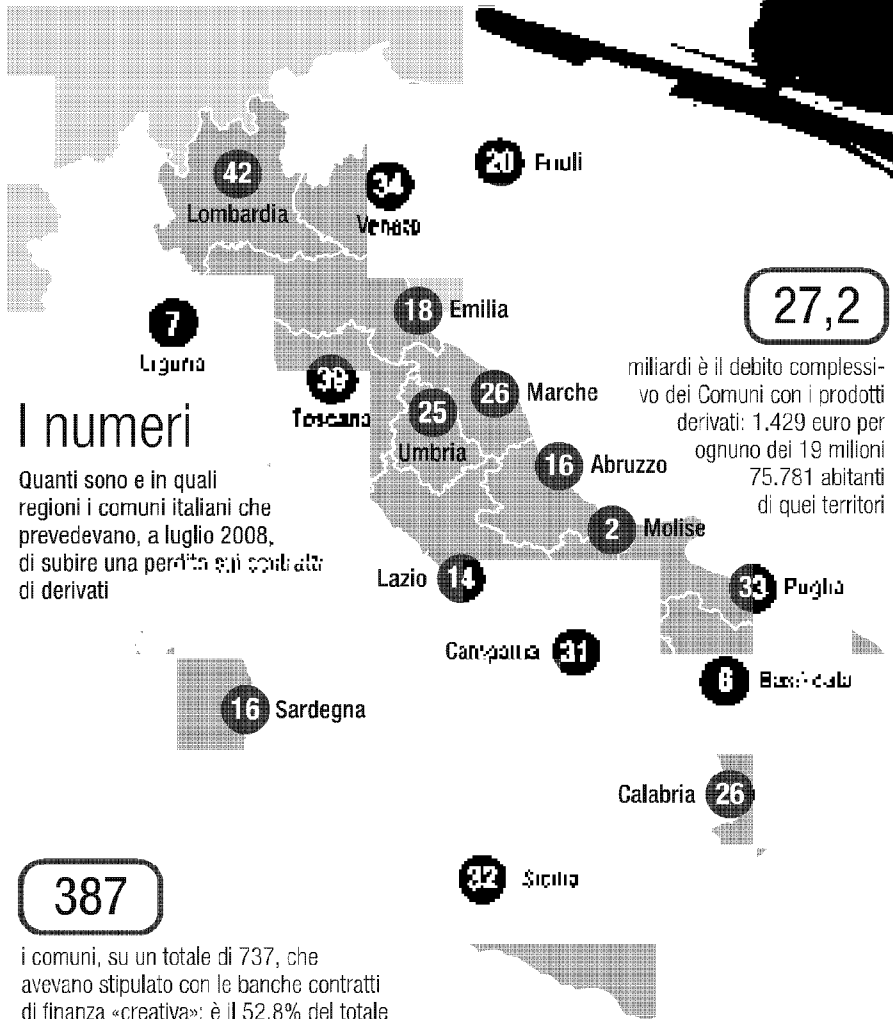 42
Lombardia
34
Veneto
20 Friuli
7
Liguria
18 Emilia
39
Toscana
26 Marche
25
Umbria
16 Abruzzo
2 Molise
Lazio 14
33 Puglia
Campania 31
6 Basilicata
16 Sardegna
Calabria 26
32 Sicilia
I numeri
Quanti sono e in quali
regioni i comuni italiani che
prevedevano, a luglio 2008,
di subire una perdita sui contratti
di derivati
27,2
miliardi è il debito complessi-
vo dei Comuni con i prodotti
derivati: 1.429 euro per
ognuno dei 19 milioni
75.781 abitanti
di quei territori
387
i comuni, su un totale di 737, che
avevano stipulato con le banche contratti
di finanza «creativa»: è il 52,8% del totale